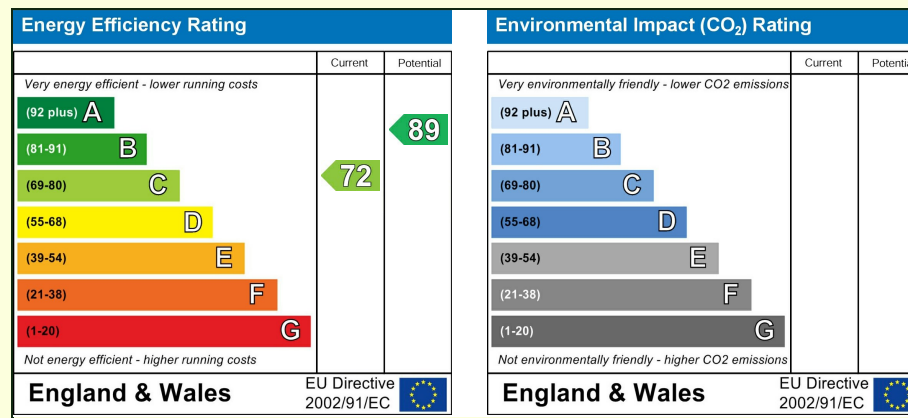 Energy Efficiency Rating
Current Potential
Very energy efficient - lower running costs
(92 plus) A
(81-91) B
89
(69-80) C
72
(55-68) D
(39-54) E
(21-38) F
(1-20) G
Not energy efficient - higher running costs
England & Wales
EU Directive
2002/91/EC
Environmental Impact (CO₂) Rating
Current Potentia
Very environmentally friendly - lower CO2 emissions
(92 plus) A
(81-91) B
(69-80) C
(55-68) D
(39-54) E
(21-38) F
(1-20) G
Not environmentally friendly - higher CO2 emissions
England & Wales
EU Directive
2002/91/EC